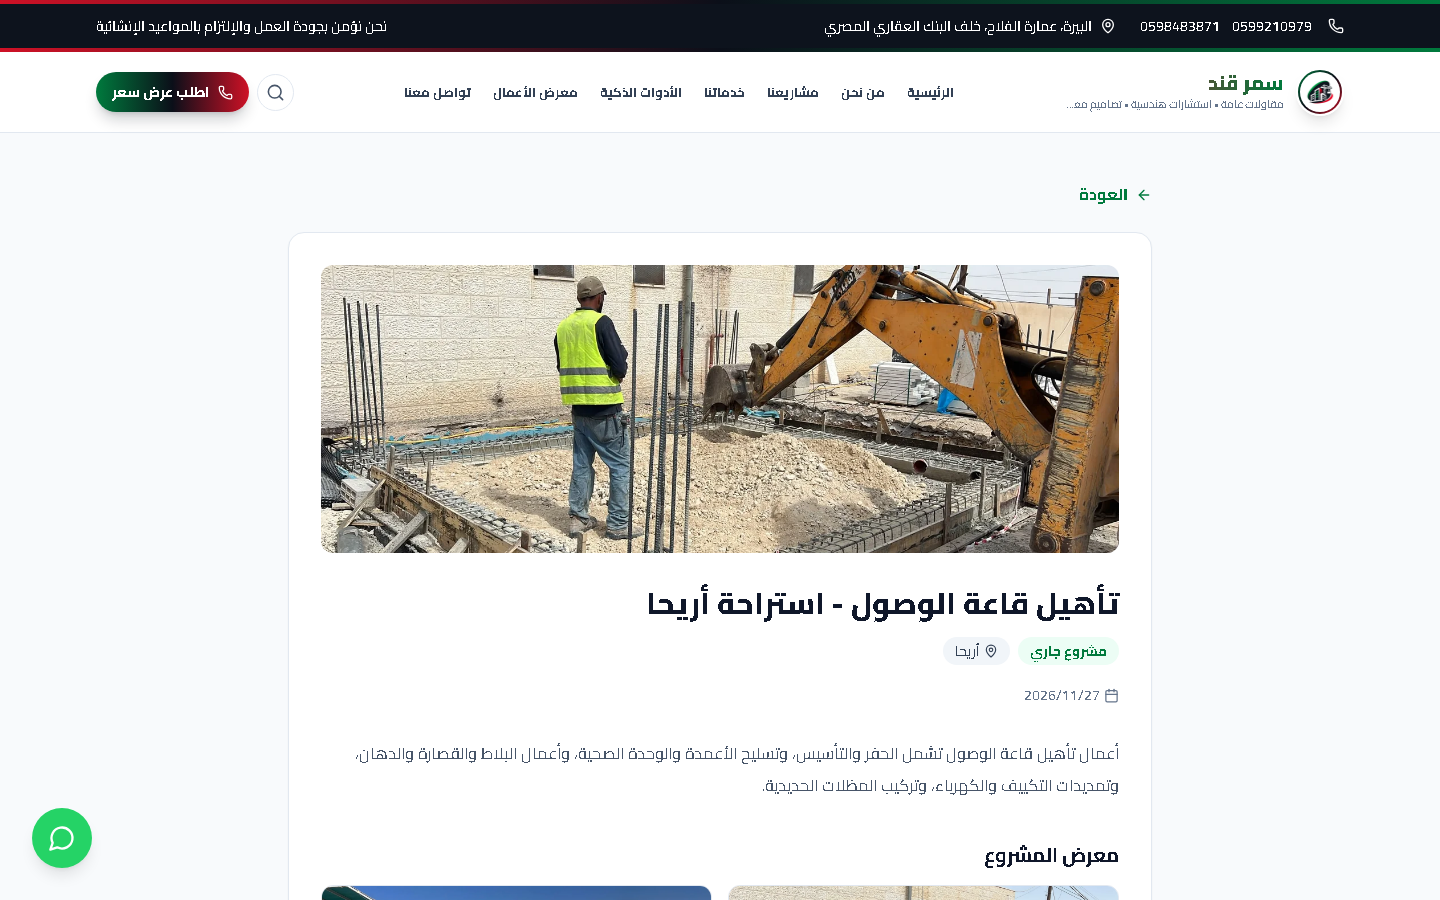 0599210979 0598483871 البيرة، عمارة الفلاح، خلف البنك العقاري المصري نحن نؤمن بجودة العمل والإلتزام بالمواعيد الإنشائية
سمر قند
مقاولات عامة • استشارات هندسية • تصاميم مع...
الرئيسية من نحن مشاريعنا خدماتنا الأدوات الذكية معرض الأعمال تواصل معنا
اطلب عرض سعر
العودة
تأهيل قاعة الوصول - استراحة أريحا
مشروع جاري أريحا
2026/11/27
أعمال تأهيل قاعة الوصول تشمل الحفر والتأسيس، وتسليح الأعمدة والوحدة الصحية، وأعمال البلاط والقصارة والدهان،
وتمديدات التكييف والكهرباء، وتركيب المظلات الحديدية.
معرض المشروع